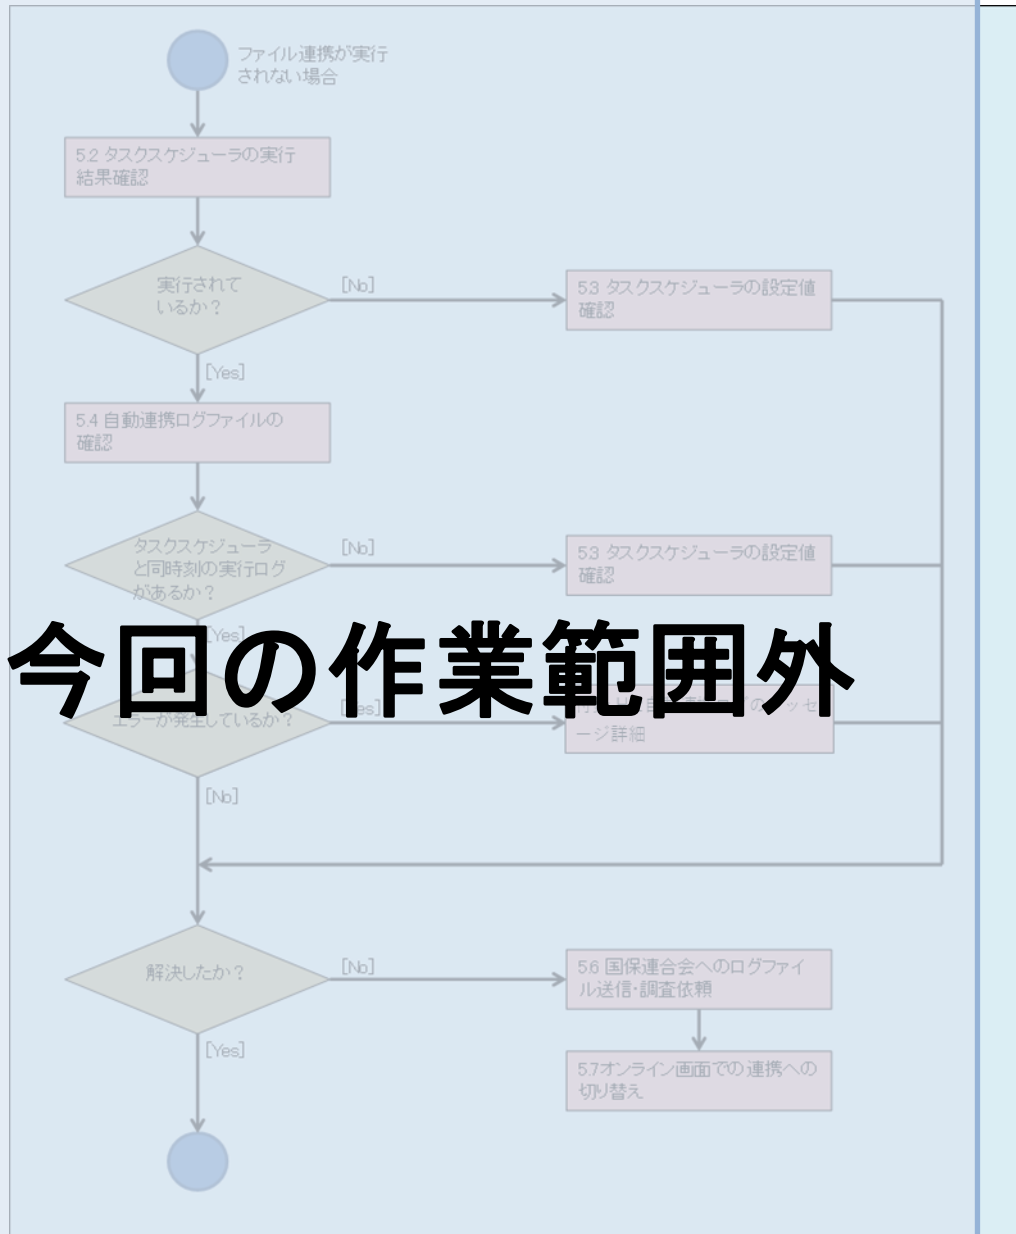 ファイル連携が実行
されない場合
5.2 タスクスケジューラの実行
結果確認
実行されて
いるか？
[No]
5.3 タスクスケジューラの設定値
確認
[Yes]
5.4 自動連携ログファイルの
確認
タスクスケジューラ
と同時刻の実行ログ
があるか？
[No]
5.3 タスクスケジューラの設定値
確認
[Yes]
今回の作業範囲外
エラーが発生しているか？
[Yes]
ージ詳細
[No]
解決したか？
[No]
5.6 国保連合会へのログファイ
ル送信・調査依頼
[Yes]
5.7オンライン画面での連携への
切り替え